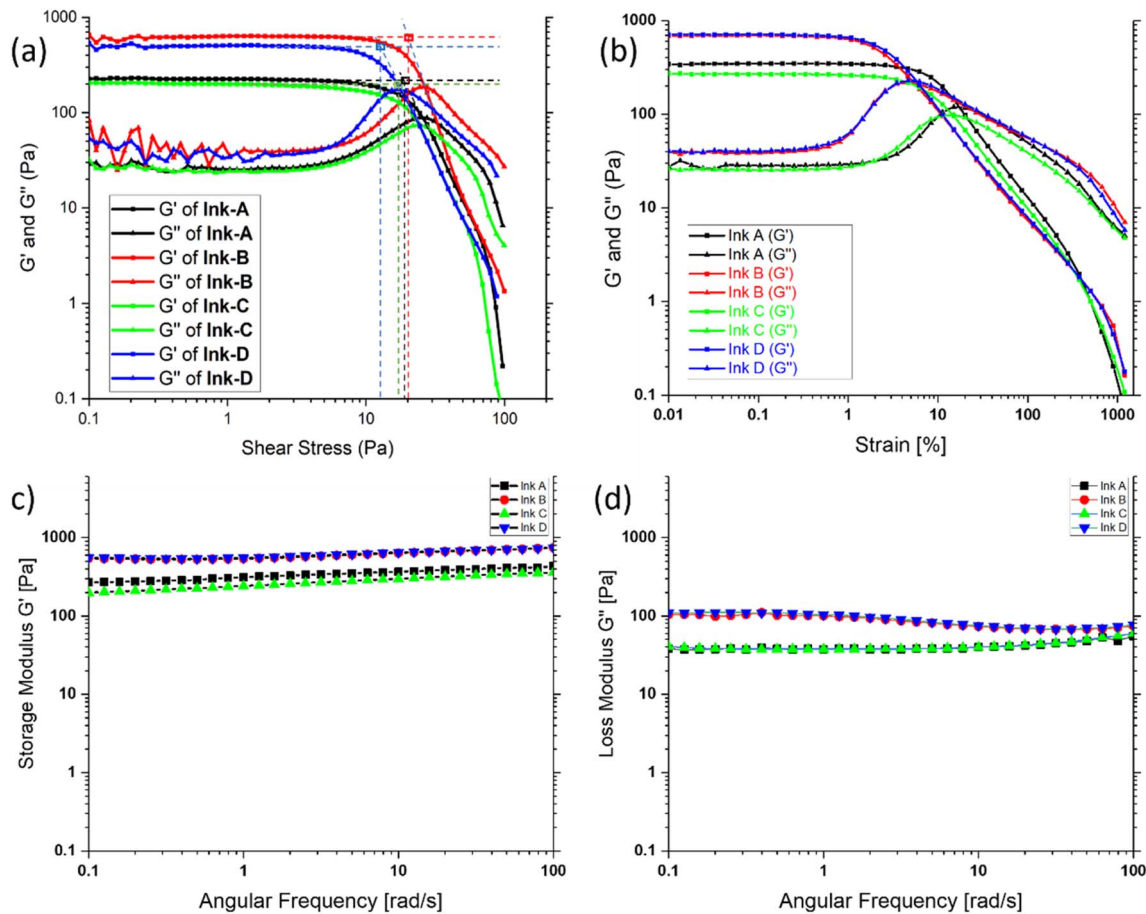 (a)
G' and G" (Pa)
1000
100
10
1
0.1
0.1
1
10
100
Shear Stress (Pa)
G' of Ink-A
G" of Ink-A
G' of Ink-B
G" of Ink-B
G' of Ink-C
G" of Ink-C
G' of Ink-D
G" of Ink-D
(b)
G' and G" (Pa)
1000
100
10
1
0.1
0.01
0.1
1
10
100
1000
Strain [%]
Ink A (G')
Ink A (G")
Ink B (G')
Ink B (G")
Ink C (G')
Ink C (G")
Ink D (G')
Ink D (G")
c)
Storage Modulus G' [Pa]
1000
100
10
1
0.1
0.1
1
10
100
Angular Frequency [rad/s]
Ink A
Ink B
Ink C
Ink D
(d)
Loss Modulus G" [Pa]
1000
100
10
1
0.1
0.1
1
10
100
Angular Frequency [rad/s]
Ink A
Ink B
Ink C
Ink D